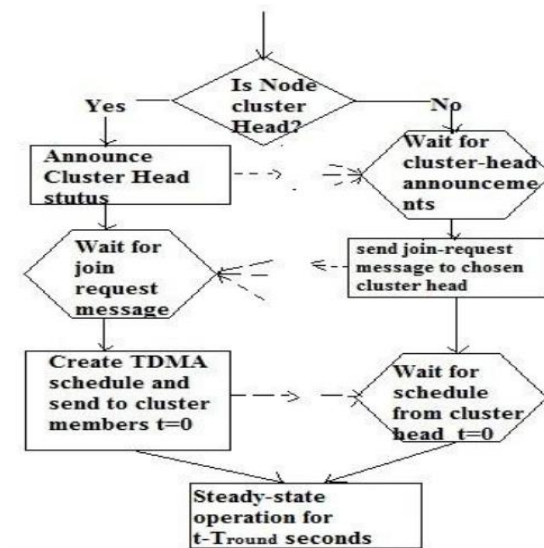 Is Node
cluster
Head?
Yes
No
Announce
Cluster Head
stutus
Wait for
cluster-head
announceme
nts
Wait for
join
request
message
send join-request
message to chosen
cluster head
Create TDMA
schedule and
send to cluster
members t=0
Wait for
schedule
from cluster
head t=0
Steady-state
operation for
t-Tround seconds